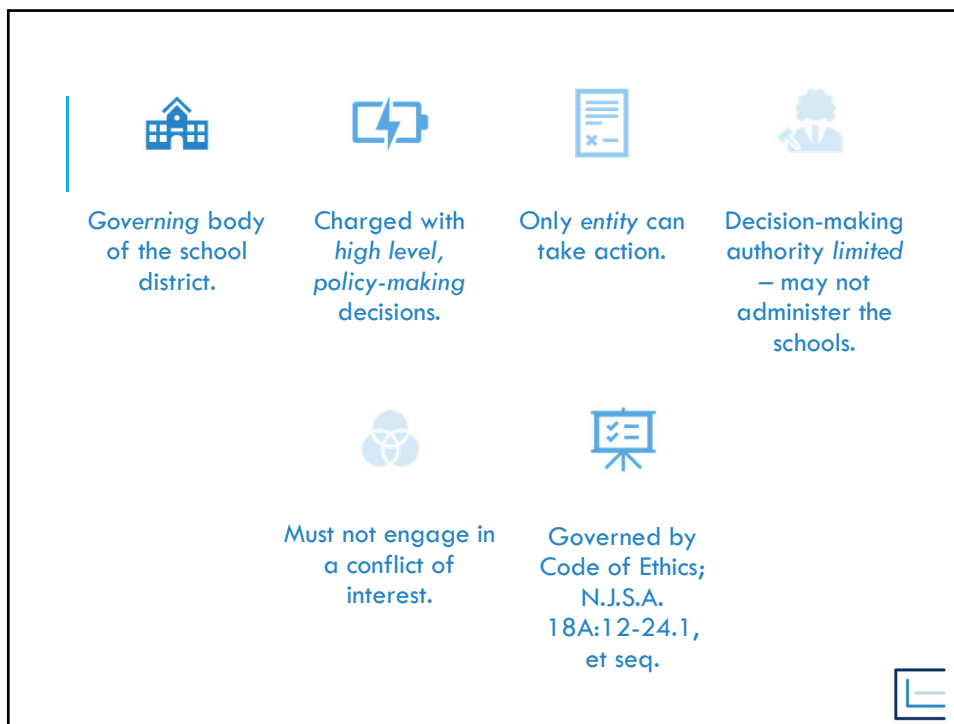 Governing body
of the school
district.
Charged with
high level,
policy-making
decisions.
Only entity can
take action.
Decision-making
authority limited
– may not
administer the
schools.
Must not engage in
a conflict of
interest.
Governed by
Code of Ethics;
N.J.S.A.
18A:12-24.1,
et seq.